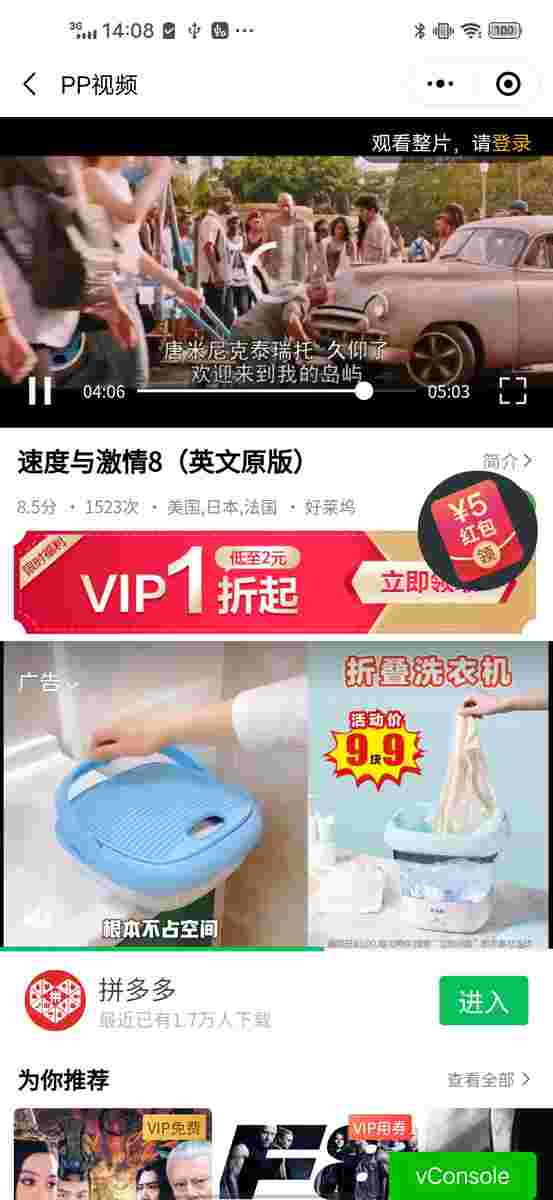 3G 14:08 100
PP视频
观看整片，请登录
唐米尼克泰瑞托 久仰了
欢迎来到我的岛屿
04:06 05:03
速度与激情8（英文原版）
简介
8.5分 · 1523次 · 美国,日本,法国 · 好莱坞
¥5
红包
领
限时福利
VIP1折起
低至2元
立即领
广告
折叠洗衣机
活动价
9块9
根本不占空间
拼多多
最近已有1.7万人下载
进入
为你推荐
查看全部
VIP免费
VIP用券
F8
vConsole